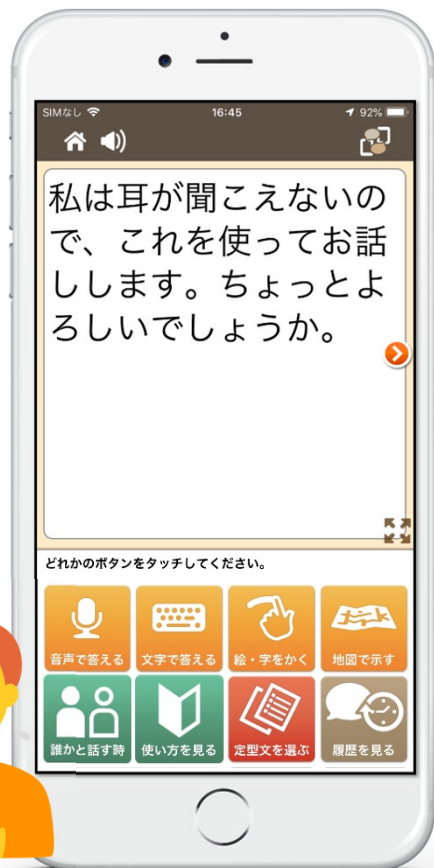 SIMなし 16:45 92%
私は耳が聞こえないの
で、これを使ってお話
しします。ちょっとよ
ろしいでしょうか。
どれかのボタンをタッチしてください。
音声で答える 文字で答える 絵・字をかく 地図で示す
誰かと話す時 使い方を見る 定型文を選ぶ 履歴を見る